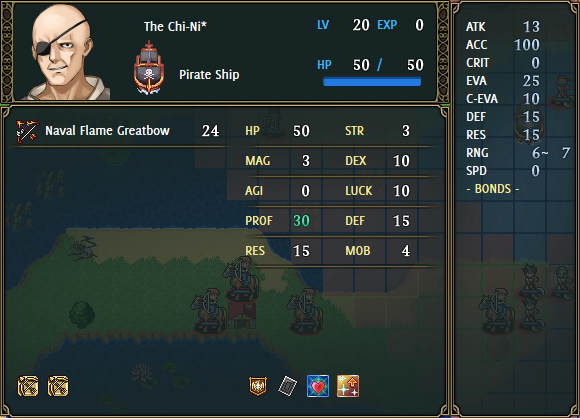 The Chi-Ni*
LV 20 EXP 0
Pirate Ship
HP 50 / 50
Naval Flame Greatbow 24
HP 50 STR 3
MAG 3 DEX 10
AGI 0 LUCK 10
PROF 30 DEF 15
RES 15 MOB 4
ATK 13
ACC 100
CRIT 0
EVA 25
C-EVA 10
DEF 15
RES 15
RNG 6~ 7
SPD 0
- BONDS -